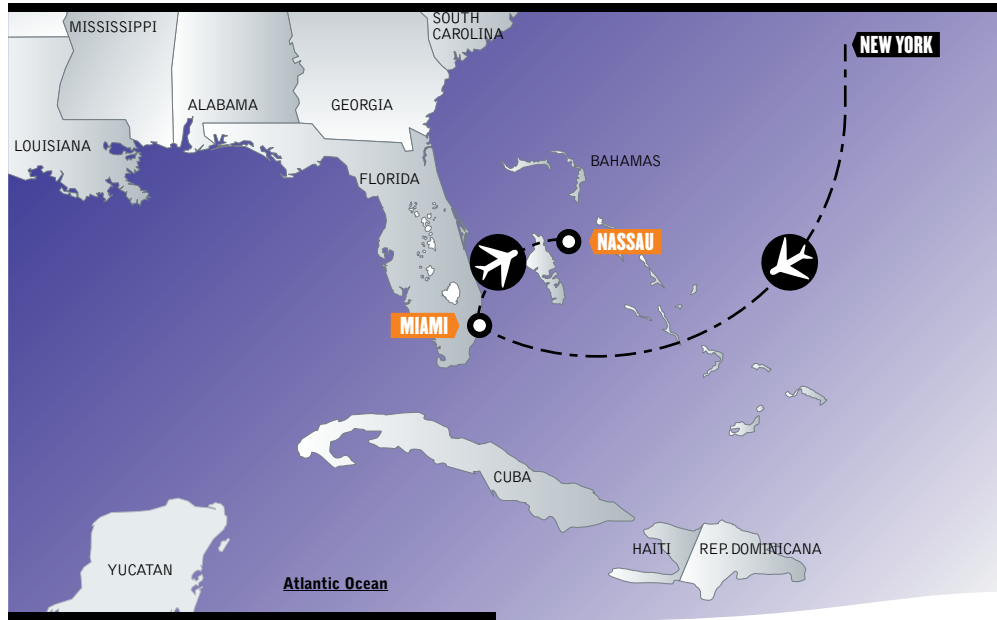 MISSISSIPPI
SOUTH
CAROLINA
NEW YORK
ALABAMA
GEORGIA
LOUISIANA
BAHAMAS
FLORIDA
NASSAU
MIAMI
CUBA
HAITI
REP. DOMINICANA
YUCATAN
Atlantic Ocean